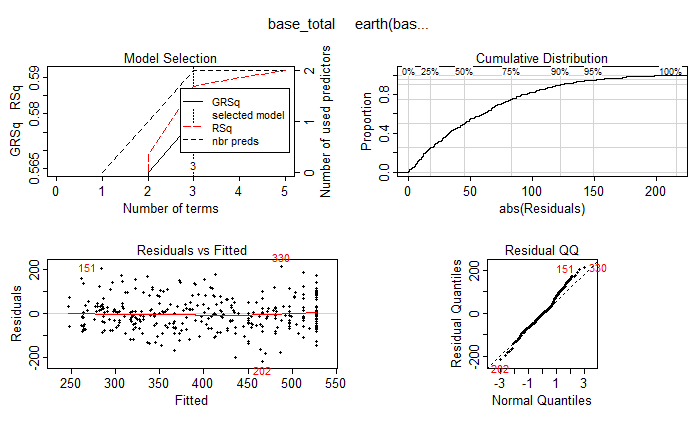 base_total earth(bas...
Model Selection
GRSq RSq
0.565 0.58 0.59
GRSq
selected model
RSq
nbr preds
3
0 1 2 3 4 5
Number of terms
0 1 2
Number of used predictors
Cumulative Distribution
0% 25% 50% 75% 90% 95% 100%
Proportion
0.0 0.4 0.8
0 50 100 150 200
abs(Residuals)
Residuals vs Fitted
151 330
202
Residuals
-200 0 200
250 300 350 400 450 500 550
Fitted
Residual QQ
151 330
202
Residual Quantiles
-200 0 200
-3 -1 1 3
Normal Quantiles